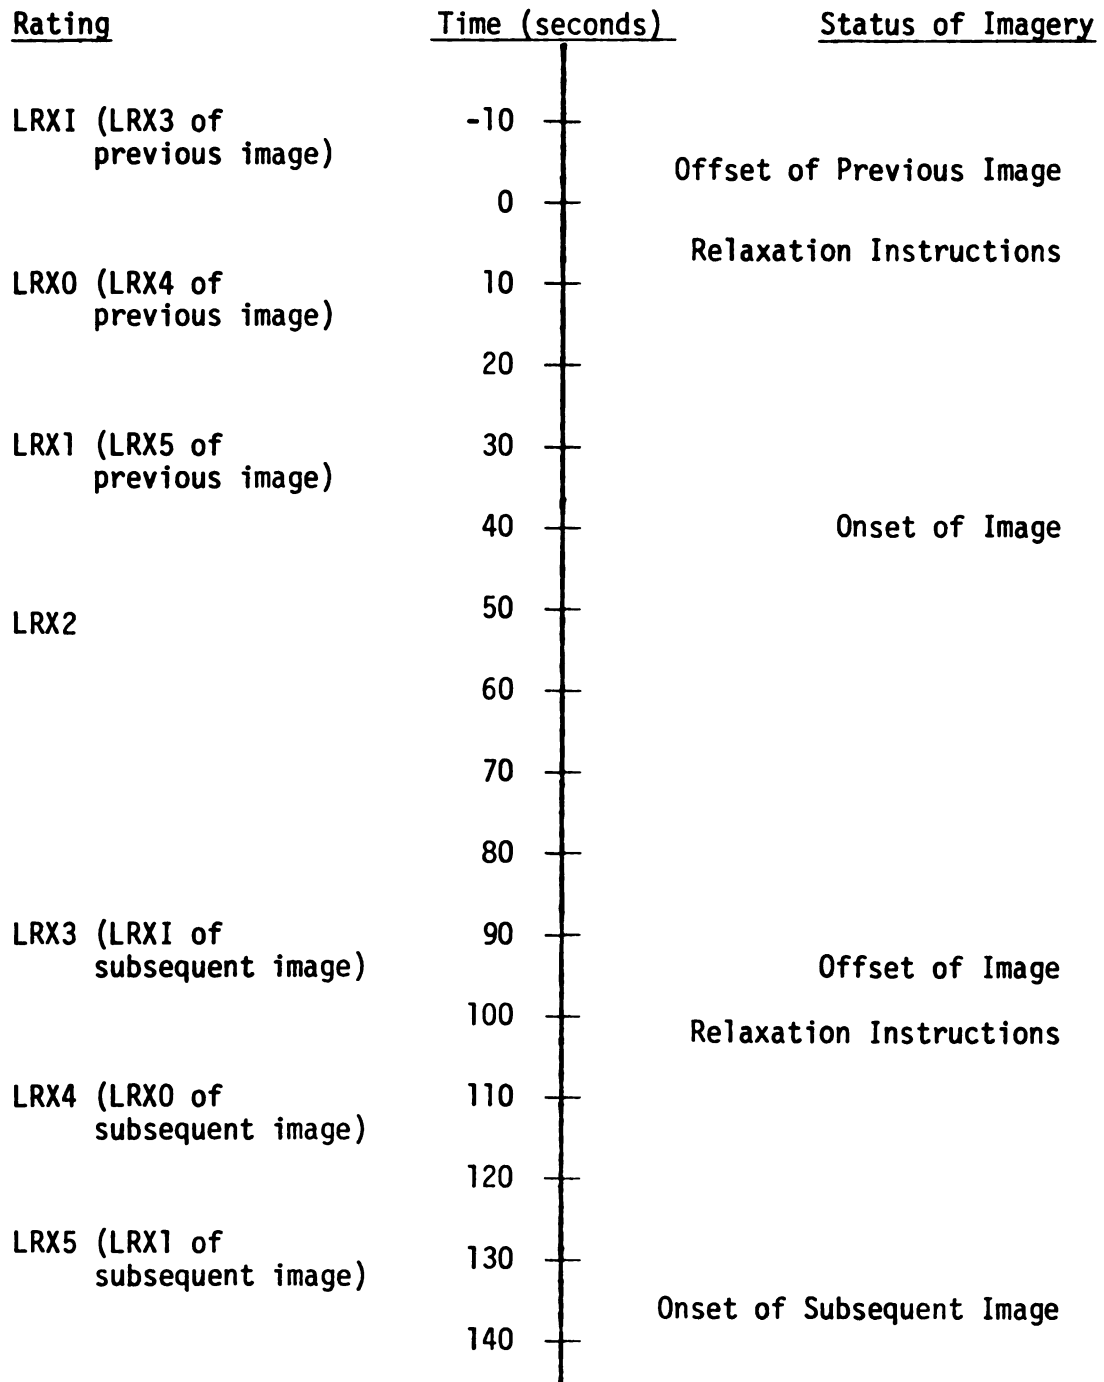 Rating Time (seconds) Status of Imagery
LRXI (LRX3 of -10
previous image)
Offset of Previous Image
0
Relaxation Instructions
LRX0 (LRX4 of 10
previous image)
20
LRX1 (LRX5 of 30
previous image)
40 Onset of Image
50
LRX2
60
70
80
LRX3 (LRXI of 90
subsequent image) Offset of Image
100
Relaxation Instructions
LRX4 (LRX0 of 110
subsequent image)
120
LRX5 (LRX1 of 130
subsequent image)
Onset of Subsequent Image
140